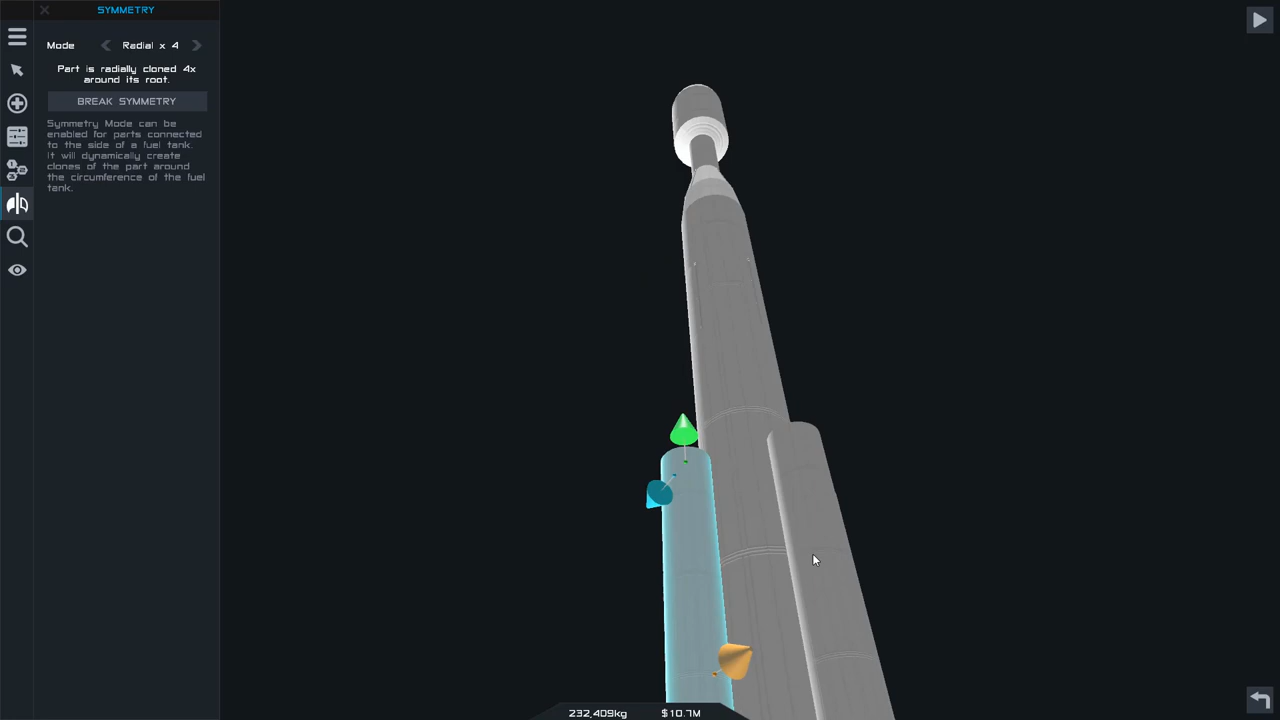 SYMMETRY
Mode
Radial x 4
Part is radially cloned 4x
around its root.
BREAK SYMMETRY
Symmetry Mode can be
enabled for parts connected
to the side of a fuel tank.
It will dynamically create
clones of the part around
the circumference of the fuel
tank.
232,409kg
$10.7M